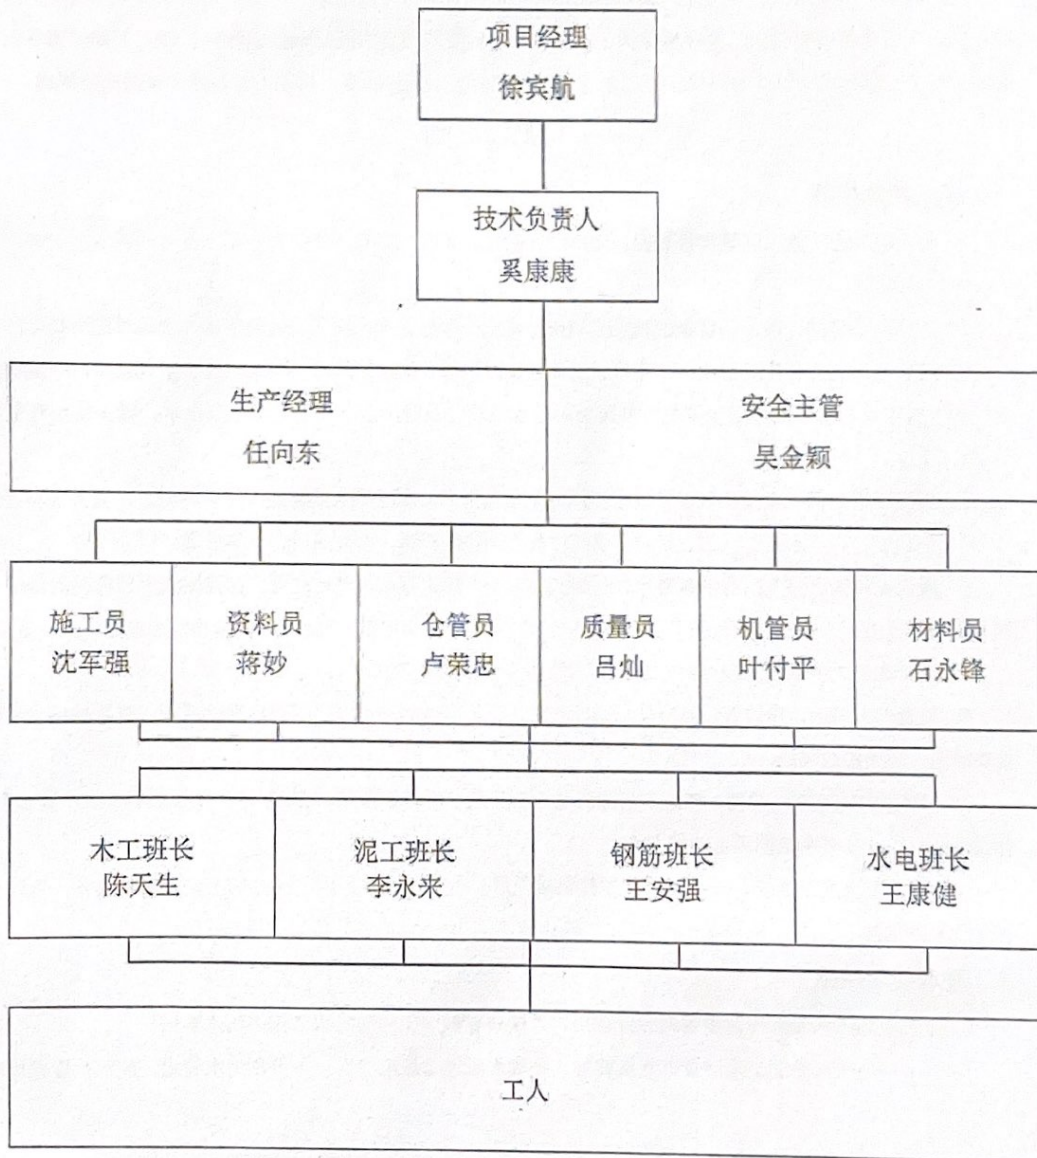 项目经理
徐宾航
技术负责人
奚康康
生产经理
任向东
安全主管
吴金颖
施工员
沈军强
资料员
蒋妙
仓管员
卢荣忠
质量员
吕灿
机管员
叶付平
材料员
石永锋
木工班长
陈天生
泥工班长
李永来
钢筋班长
王安强
水电班长
王康健
工人